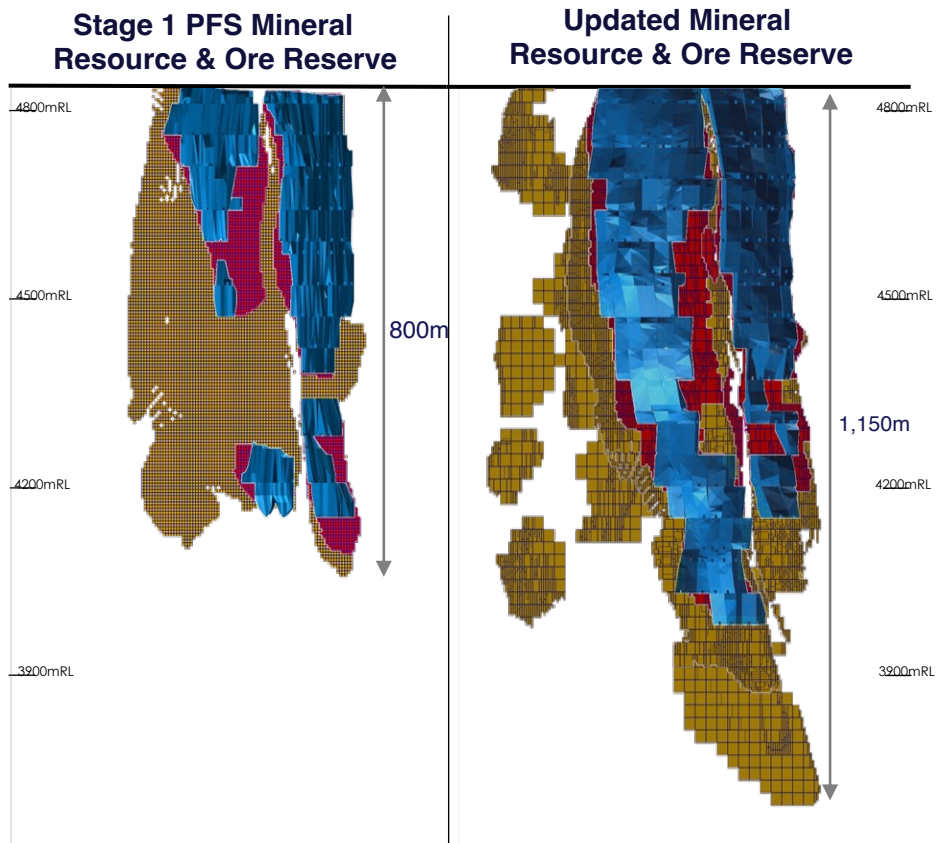 Stage 1 PFS Mineral
Resource & Ore Reserve
4800mRL
4500mRL
800m
4200mRL
3900mRL
Updated Mineral
Resource & Ore Reserve
4800mRL
4500mRL
1,150m
4200mRL
3900mRL